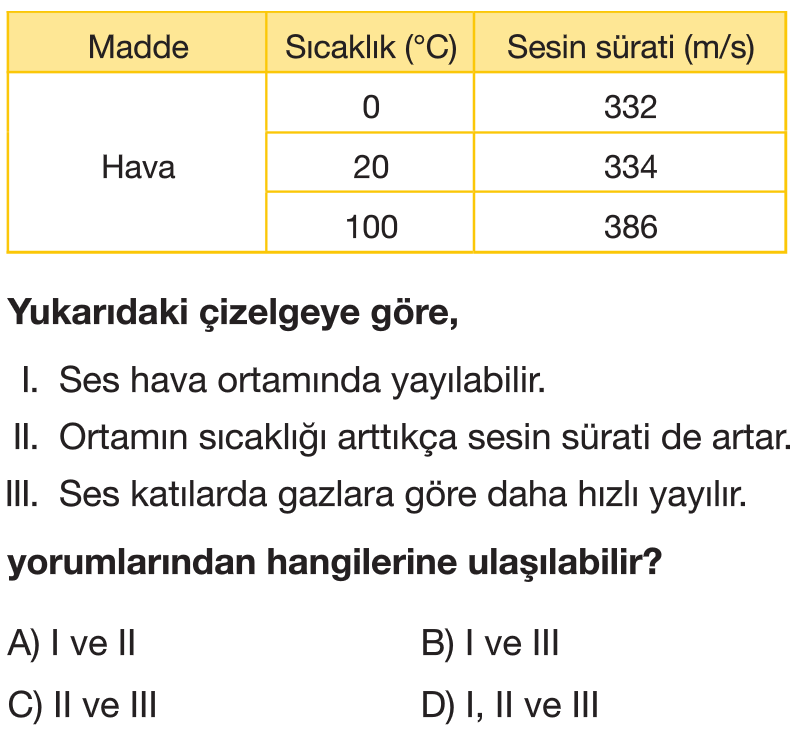 Madde Sıcaklık (°C) Sesin sürati (m/s)
0 332
Hava 20 334
100 386
Yukarıdaki çizelgeye göre,
I. Ses hava ortamında yayılabilir.
II. Ortamın sıcaklığı arttıkça sesin sürati de artar.
III. Ses katılarda gazlara göre daha hızlı yayılır.
yorumlarından hangilerine ulaşılabilir?
A) I ve II B) I ve III
C) II ve III D) I, II ve III